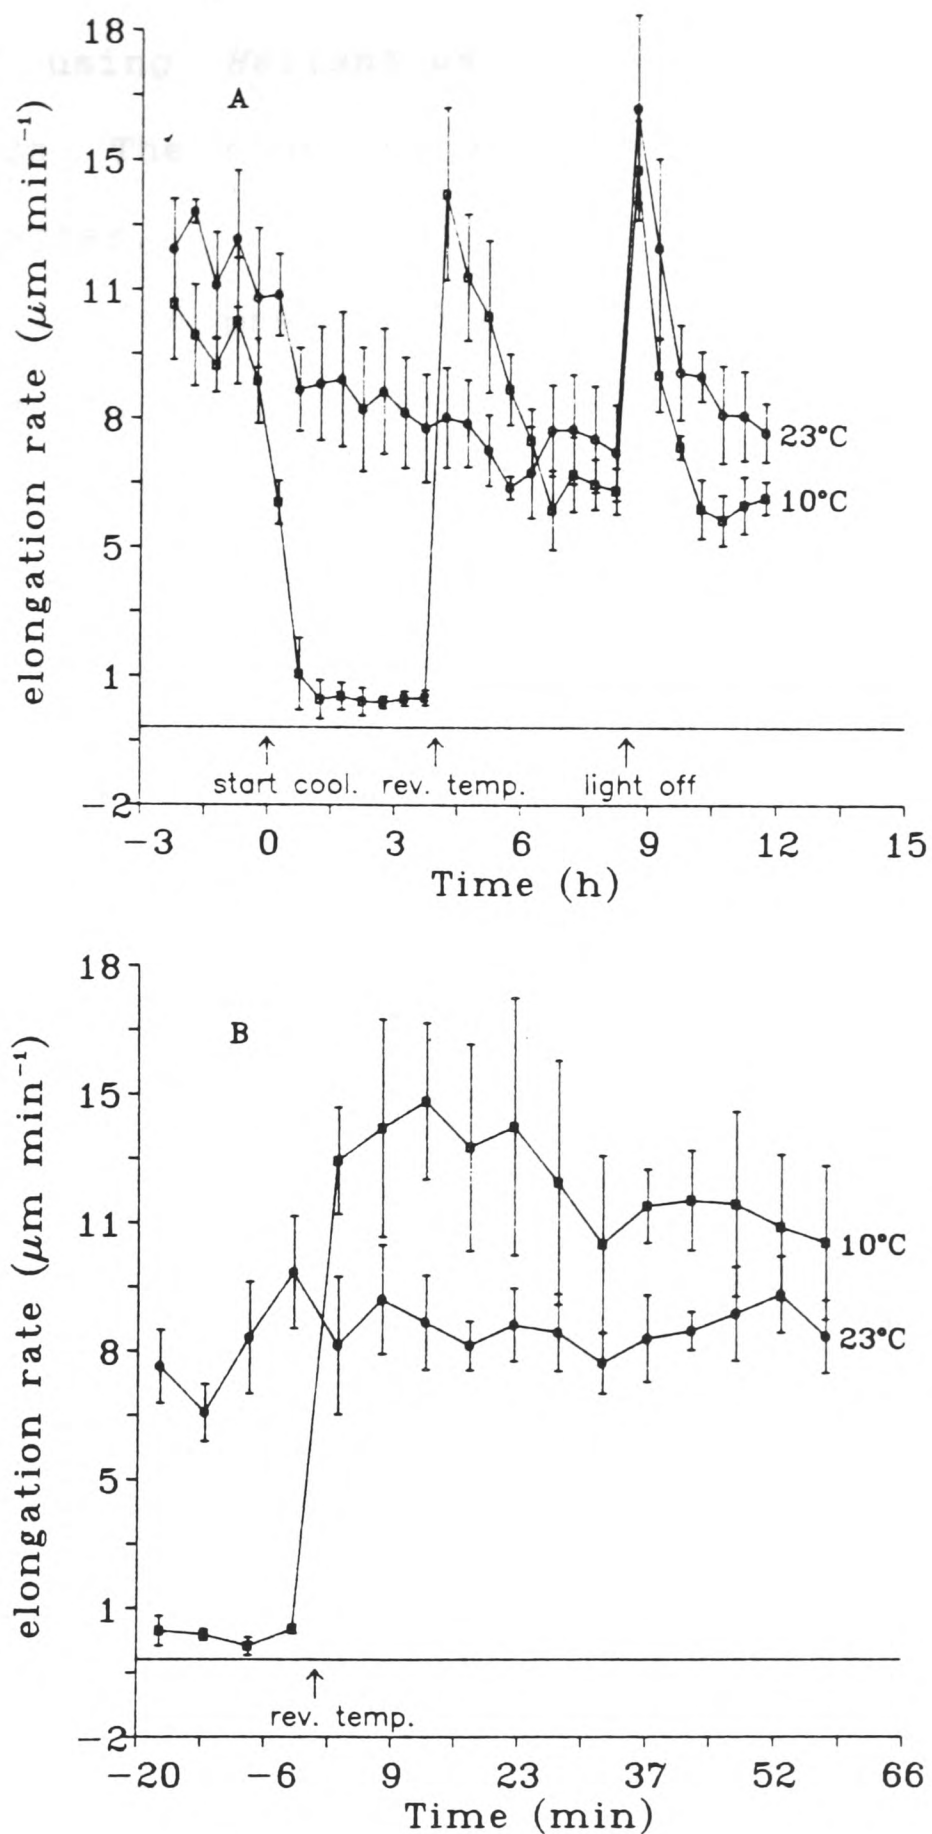 using
The
18
A
15
11
8
5
1
−2
elongation rate (μm min⁻¹)
23°C
10°C
start cool. rev. temp. light off
−3 0 3 6 9 12 15
Time (h)
18
B
15
11
8
5
1
−2
elongation rate (μm min⁻¹)
10°C
23°C
rev. temp.
−20 −6 9 23 37 52 66
Time (min)